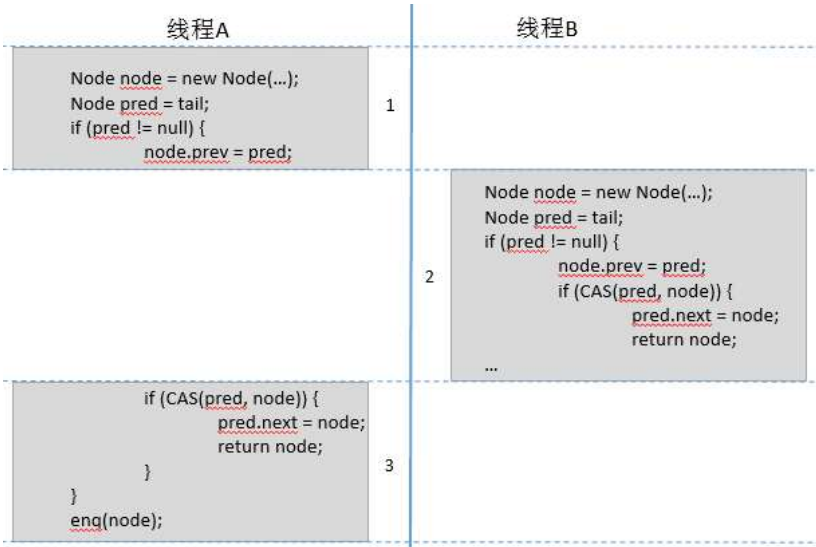 线程A
线程B
Node node = new Node(...);
Node pred = tail;
if (pred != null) {
node.prev = pred;
1
Node node = new Node(...);
Node pred = tail;
if (pred != null) {
node.prev = pred;
if (CAS(pred, node)) {
pred.next = node;
return node;
...
2
if (CAS(pred, node)) {
pred.next = node;
return node;
}
}
enq(node);
3